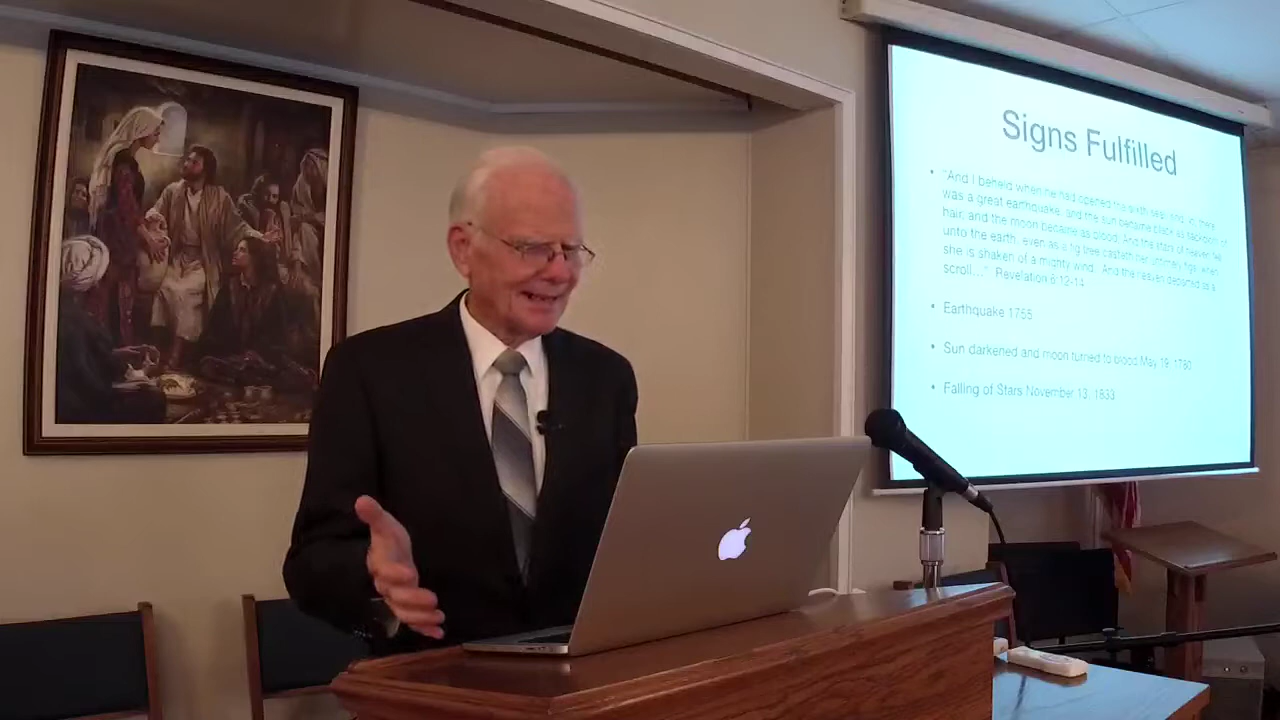 Signs Fulfilled
• "And I beheld when he had opened the sixth seal, and, lo, there
was a great earthquake; and the sun became black as sackcloth of
hair, and the moon became as blood; And the stars of heaven fell
unto the earth, even as a fig tree casteth her untimely figs, when
she is shaken of a mighty wind. And the heaven departed as a
scroll..." Revelation 6:12-14
• Earthquake 1755
• Sun darkened and moon turned to blood May 19, 1780
• Falling of Stars November 13, 1833